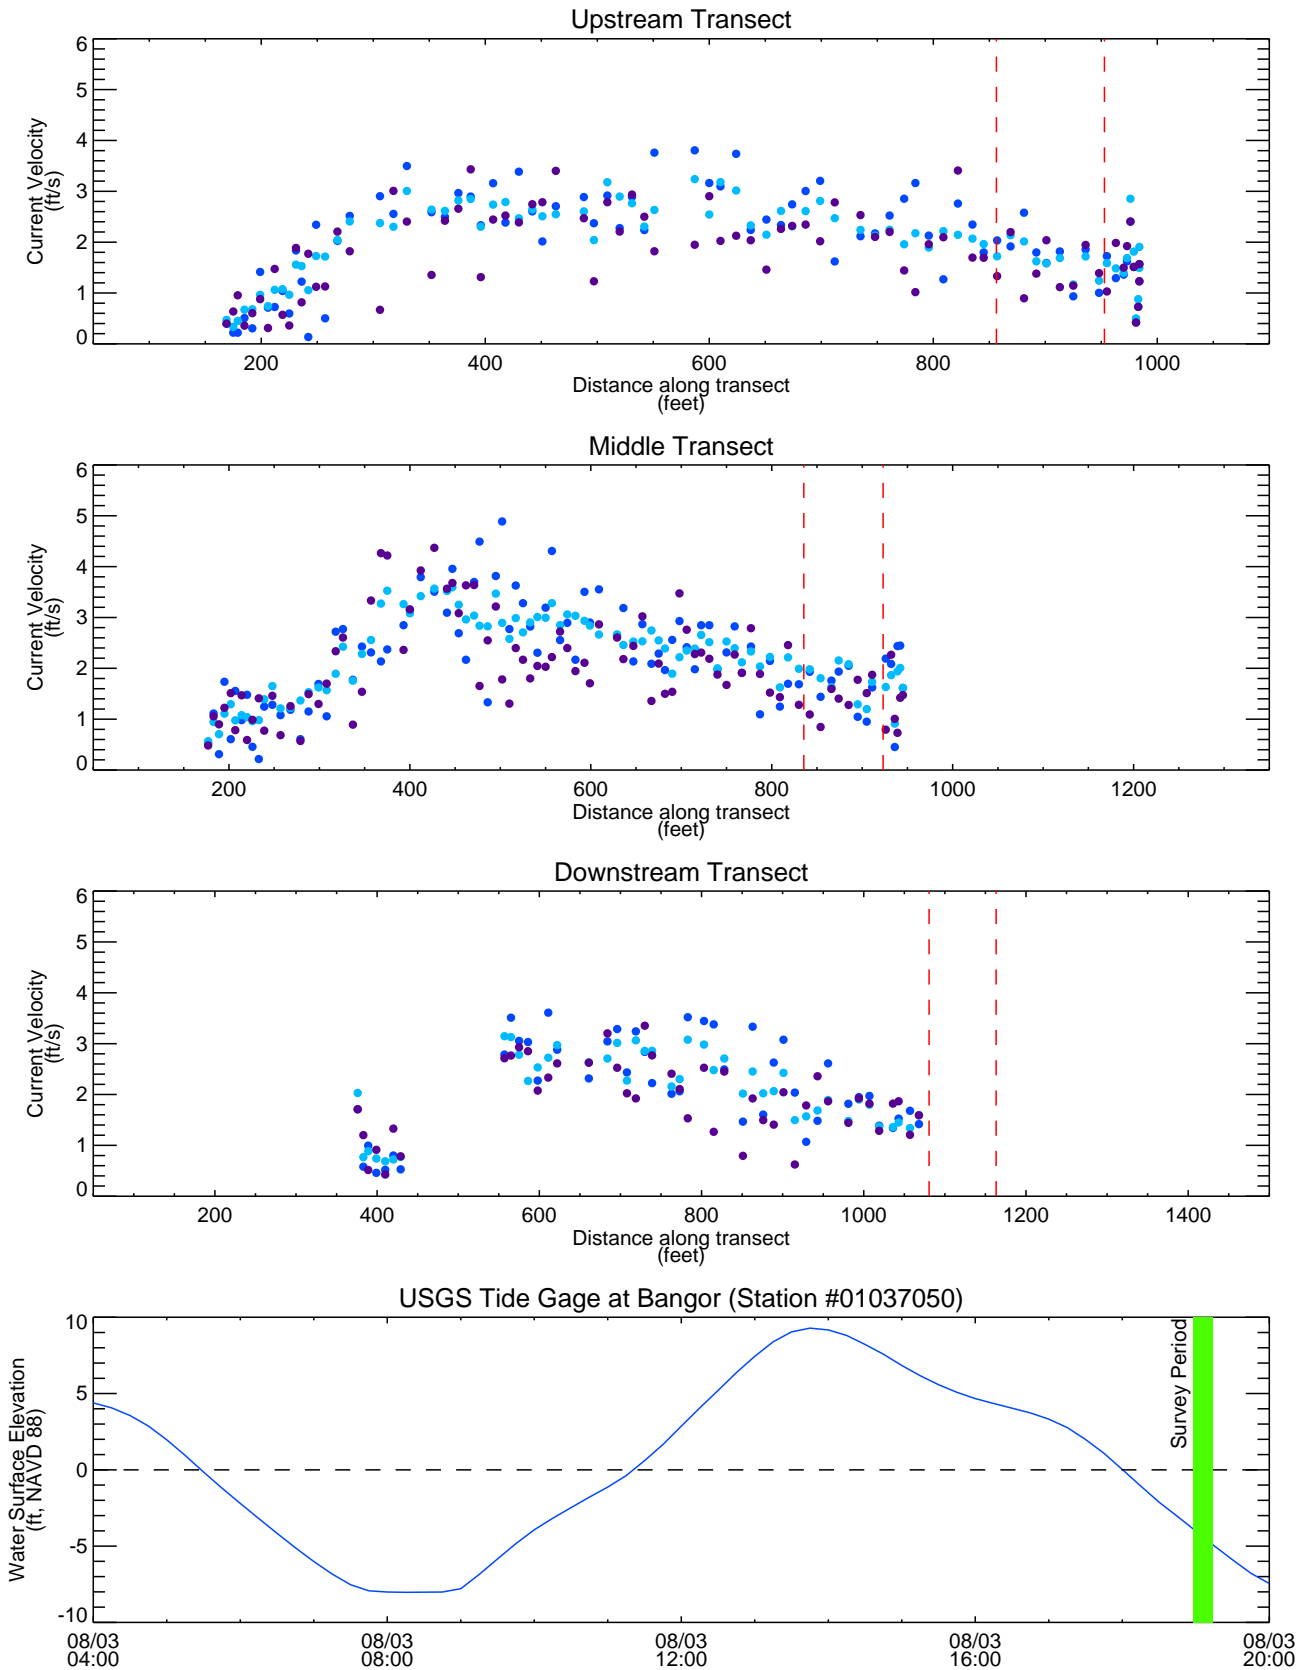 Upstream Transect
6
5
4
3
2
1
0
Current Velocity
(ft/s)
200 400 600 800 1000
Distance along transect
(feet)
Middle Transect
6
5
4
3
2
1
0
Current Velocity
(ft/s)
200 400 600 800 1000 1200
Distance along transect
(feet)
Downstream Transect
6
5
4
3
2
1
0
Current Velocity
(ft/s)
200 400 600 800 1000 1200 1400
Distance along transect
(feet)
USGS Tide Gage at Bangor (Station #01037050)
10
5
0
-5
-10
Water Surface Elevation
(ft, NAVD 88)
Survey Period
08/03 08/03 08/03 08/03 08/03
04:00 08:00 12:00 16:00 20:00